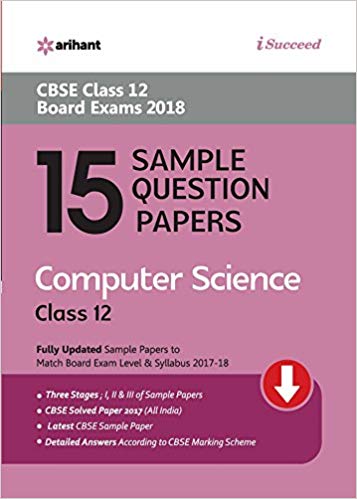 arihant
iSucceed
CBSE Class 12
Board Exams 2018
15 SAMPLE
QUESTION
PAPERS
Computer Science
Class 12
Fully Updated Sample Papers to
Match Board Exam Level & Syllabus 2017-18
• Three Stages ; I, II & III of Sample Papers
• CBSE Solved Paper 2017 (All India)
• Latest CBSE Sample Paper
• Detailed Answers According to CBSE Marking Scheme